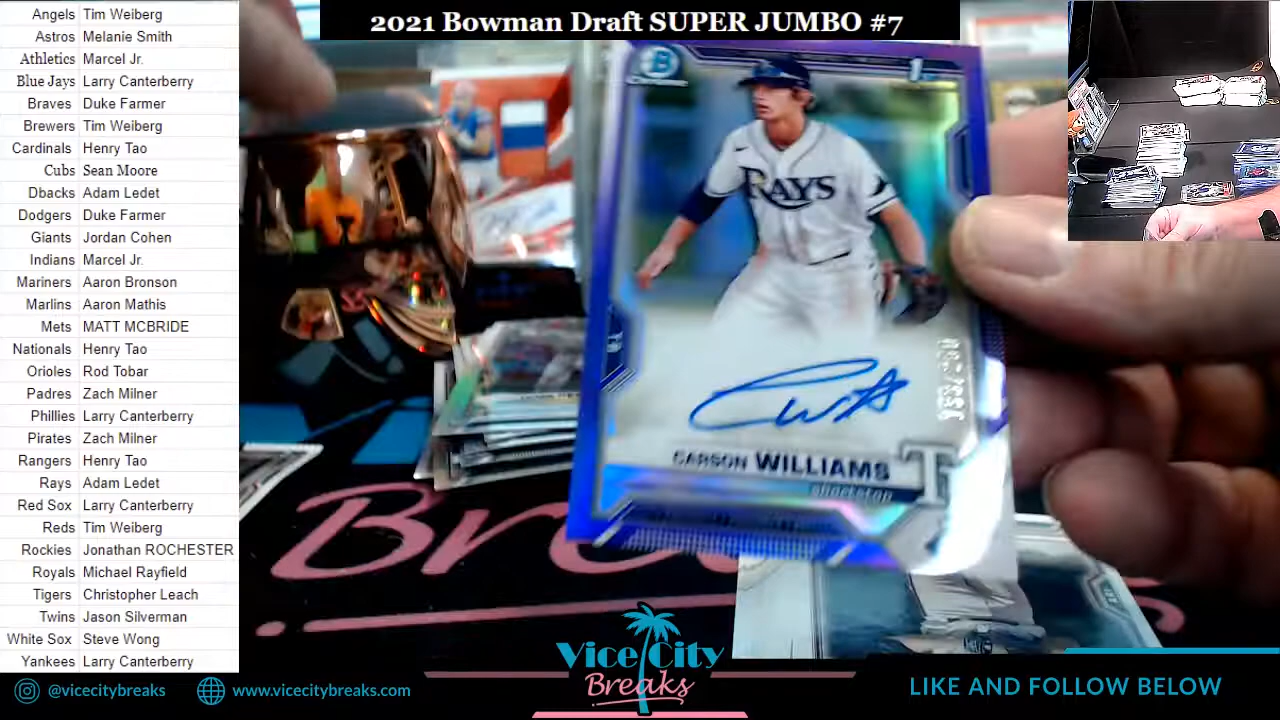 2021 Bowman Draft SUPER JUMBO #7
Angels Tim Weiberg
Astros Melanie Smith
Athletics Marcel Jr.
Blue Jays Larry Canterberry
Braves Duke Farmer
Brewers Tim Weiberg
Cardinals Henry Tao
Cubs Sean Moore
Dbacks Adam Ledet
Dodgers Duke Farmer
Giants Jordan Cohen
Indians Marcel Jr.
Mariners Aaron Bronson
Marlins Aaron Mathis
Mets MATT MCBRIDE
Nationals Henry Tao
Orioles Rod Tobar
Padres Zach Milner
Phillies Larry Canterberry
Pirates Zach Milner
Rangers Henry Tao
Rays Adam Ledet
Red Sox Larry Canterberry
Reds Tim Weiberg
Rockies Jonathan ROCHESTER
Royals Michael Rayfield
Tigers Christopher Leach
Twins Jason Silverman
White Sox Steve Wong
Yankees Larry Canterberry
B
1st
RAYS
CARSON WILLIAMS
shortstop
Bre
@vicecitybreaks
www.vicecitybreaks.com
Vice City
Breaks
LIKE AND FOLLOW BELOW